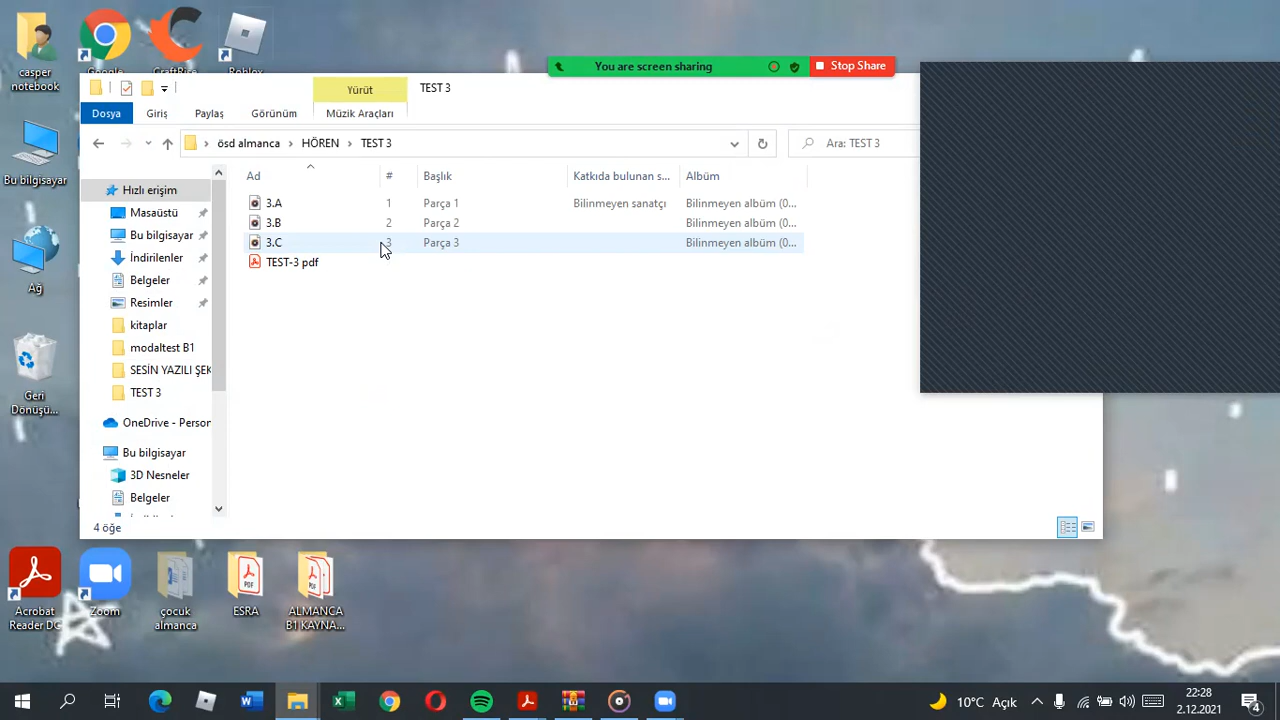 casper
notebook
Google
CraftRise
Roblox
You are screen sharing
Stop Share
Yürüt
TEST 3
Dosya
Giriş
Paylaş
Görünüm
Müzik Araçları
ösd almanca > HÖREN > TEST 3
Ara: TEST 3
Bu bilgisayar
Ağ
Geri
Dönüşü...
Hızlı erişim
Masaüstü
Bu bilgisayar
İndirilenler
Belgeler
Resimler
kitaplar
modaltest B1
SESİN YAZILI ŞEK
TEST 3
OneDrive - Person
Bu bilgisayar
3D Nesneler
Belgeler
Ad # Başlık Katkıda bulunan s... Albüm
3.A 1 Parça 1 Bilinmeyen sanatçı Bilinmeyen albüm (0...
3.B 2 Parça 2 Bilinmeyen albüm (0...
3.C 3 Parça 3 Bilinmeyen albüm (0...
TEST-3 pdf
4 öğe
Acrobat
Reader DC
Zoom
çocuk
almanca
PDF
ESRA
ALMANCA
B1 KAYNA...
10°C Açık
22:28
2.12.2021
4